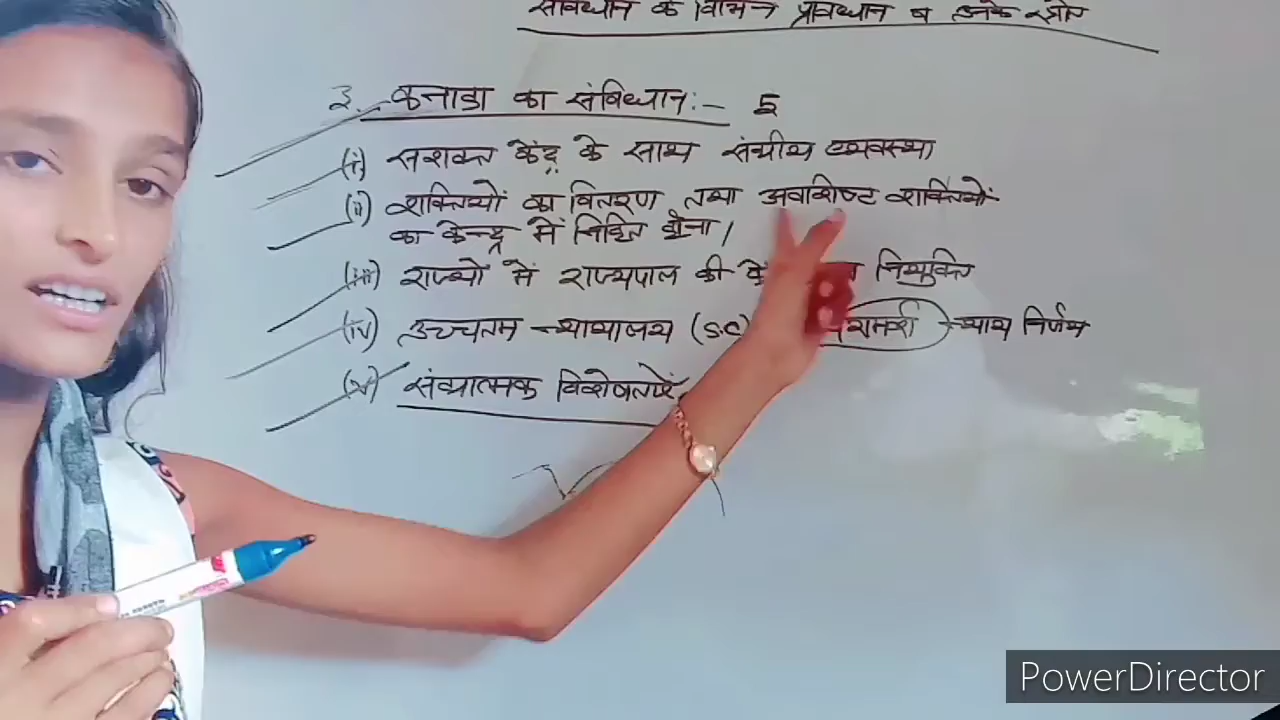 संविधान के विभिन्न प्रावधान व उनके स्रोत
3. कनाडा का संविधान:- 5
(i) सशक्त केंद्र के साथ संघीय व्यवस्था
(ii) शक्तियों का वितरण तथा अवशिष्ट शक्तियों
का केन्द्र में निहित होना।
(iii) राज्यों में राज्यपाल की नियुक्ति
(iv) उच्चतम न्यायालय (S.C) परामर्श न्याय निर्णय
(v) संघात्मक विशेषताएँ
PowerDirector